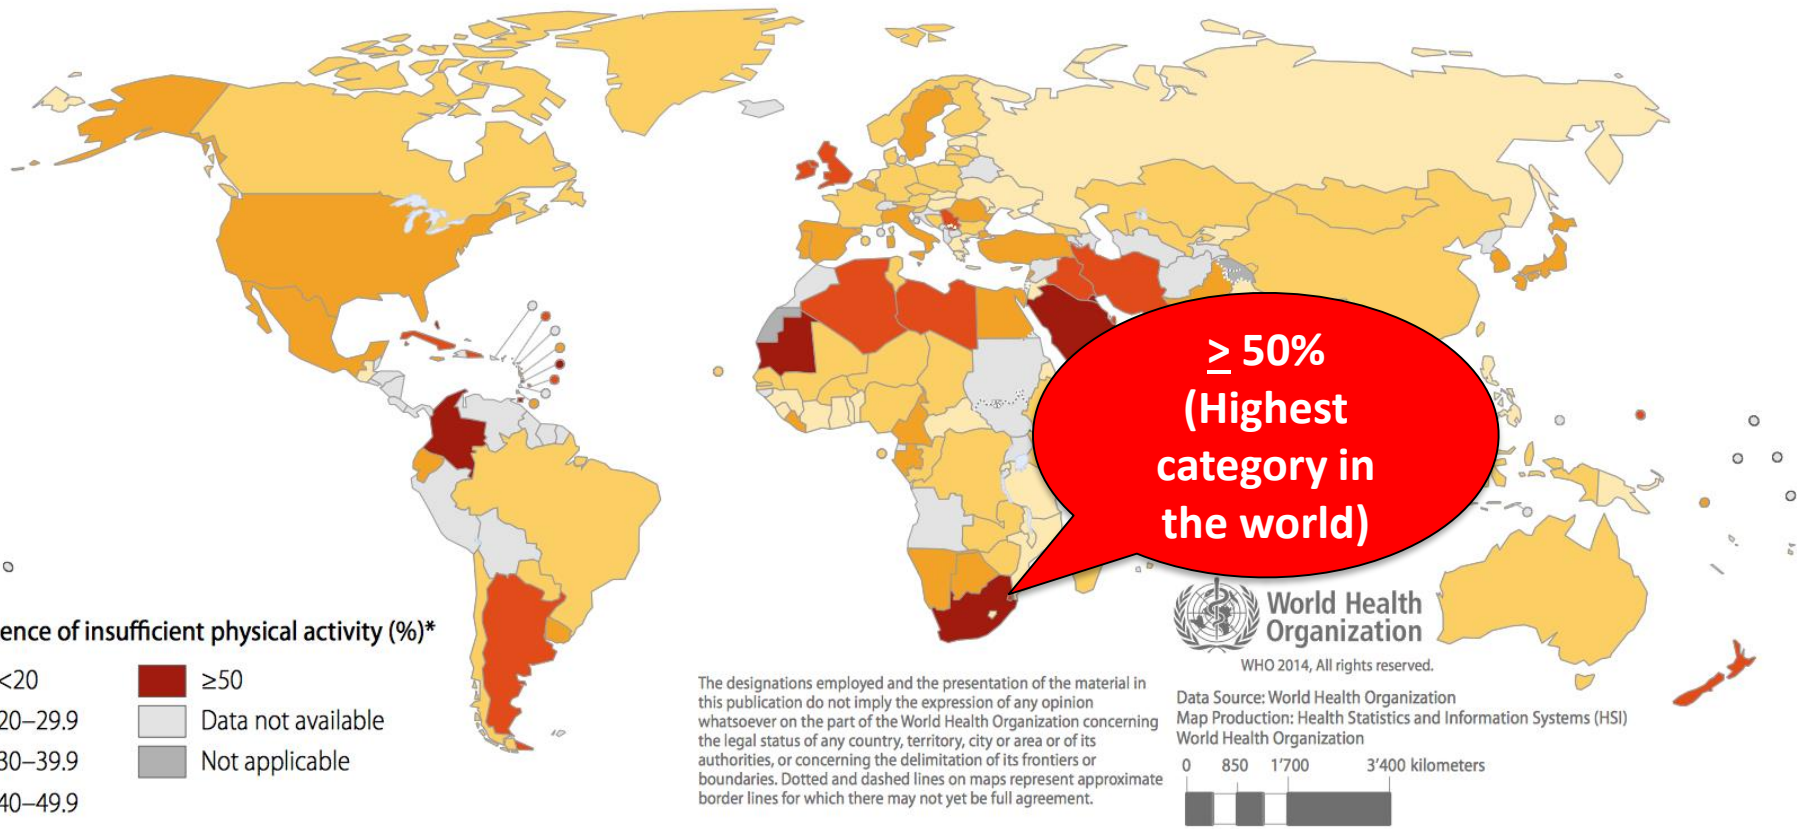 ≥ 50%
(Highest
category in
the world)
ence of insufficient physical activity (%)*
<20
20–29.9
30–39.9
40–49.9
≥50
Data not available
Not applicable
The designations employed and the presentation of the material in
this publication do not imply the expression of any opinion
whatsoever on the part of the World Health Organization concerning
the legal status of any country, territory, city or area or of its
authorities, or concerning the delimitation of its frontiers or
boundaries. Dotted and dashed lines on maps represent approximate
border lines for which there may not yet be full agreement.
World Health
Organization
WHO 2014, All rights reserved.
Data Source: World Health Organization
Map Production: Health Statistics and Information Systems (HSI)
World Health Organization
0 850 1'700 3'400 kilometers